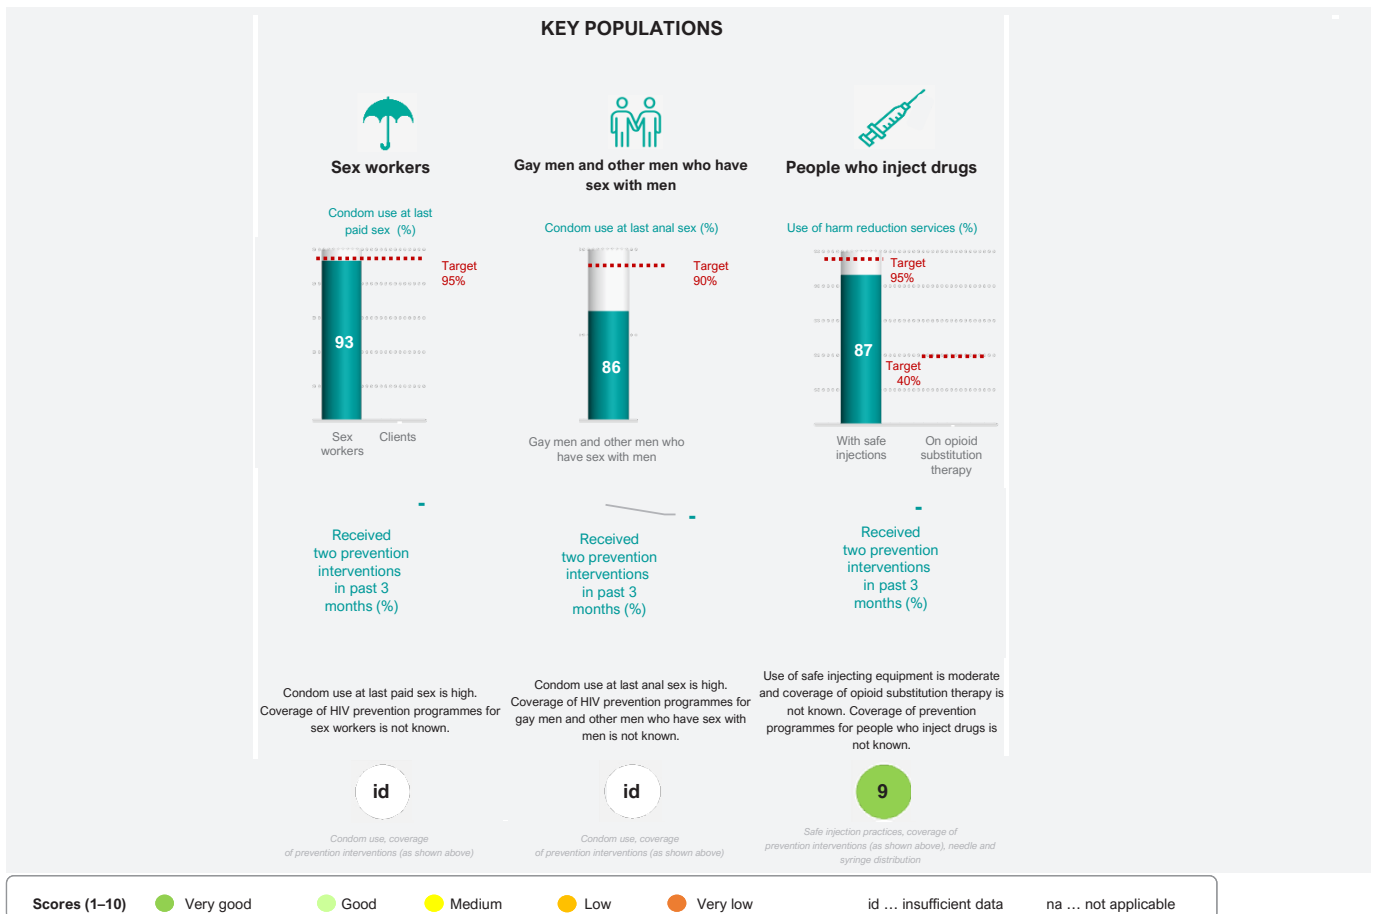 KEY POPULATIONS
Sex workers
Condom use at last
paid sex (%)
Target
95%
93
Sex
workers
Clients
-
Received
two prevention
interventions
in past 3
months (%)
Condom use at last paid sex is high.
Coverage of HIV prevention programmes for
sex workers is not known.
id
Condom use, coverage
of prevention interventions (as shown above)
Gay men and other men who have
sex with men
Condom use at last anal sex (%)
Target
90%
86
Gay men and other men who
have sex with men
-
Received
two prevention
interventions
in past 3
months (%)
Condom use at last anal sex is high.
Coverage of HIV prevention programmes for
gay men and other men who have sex with
men is not known.
id
Condom use, coverage
of prevention interventions (as shown above)
People who inject drugs
Use of harm reduction services (%)
Target
95%
87
Target
40%
With safe
injections
On opioid
substitution
therapy
-
Received
two prevention
interventions
in past 3
months (%)
Use of safe injecting equipment is moderate
and coverage of opioid substitution therapy is
not known. Coverage of prevention
programmes for people who inject drugs is
not known.
9
Safe injection practices, coverage of
prevention interventions (as shown above), needle and
syringe distribution
Scores (1–10) Very good Good Medium Low Very low id … insufficient data na … not applicable